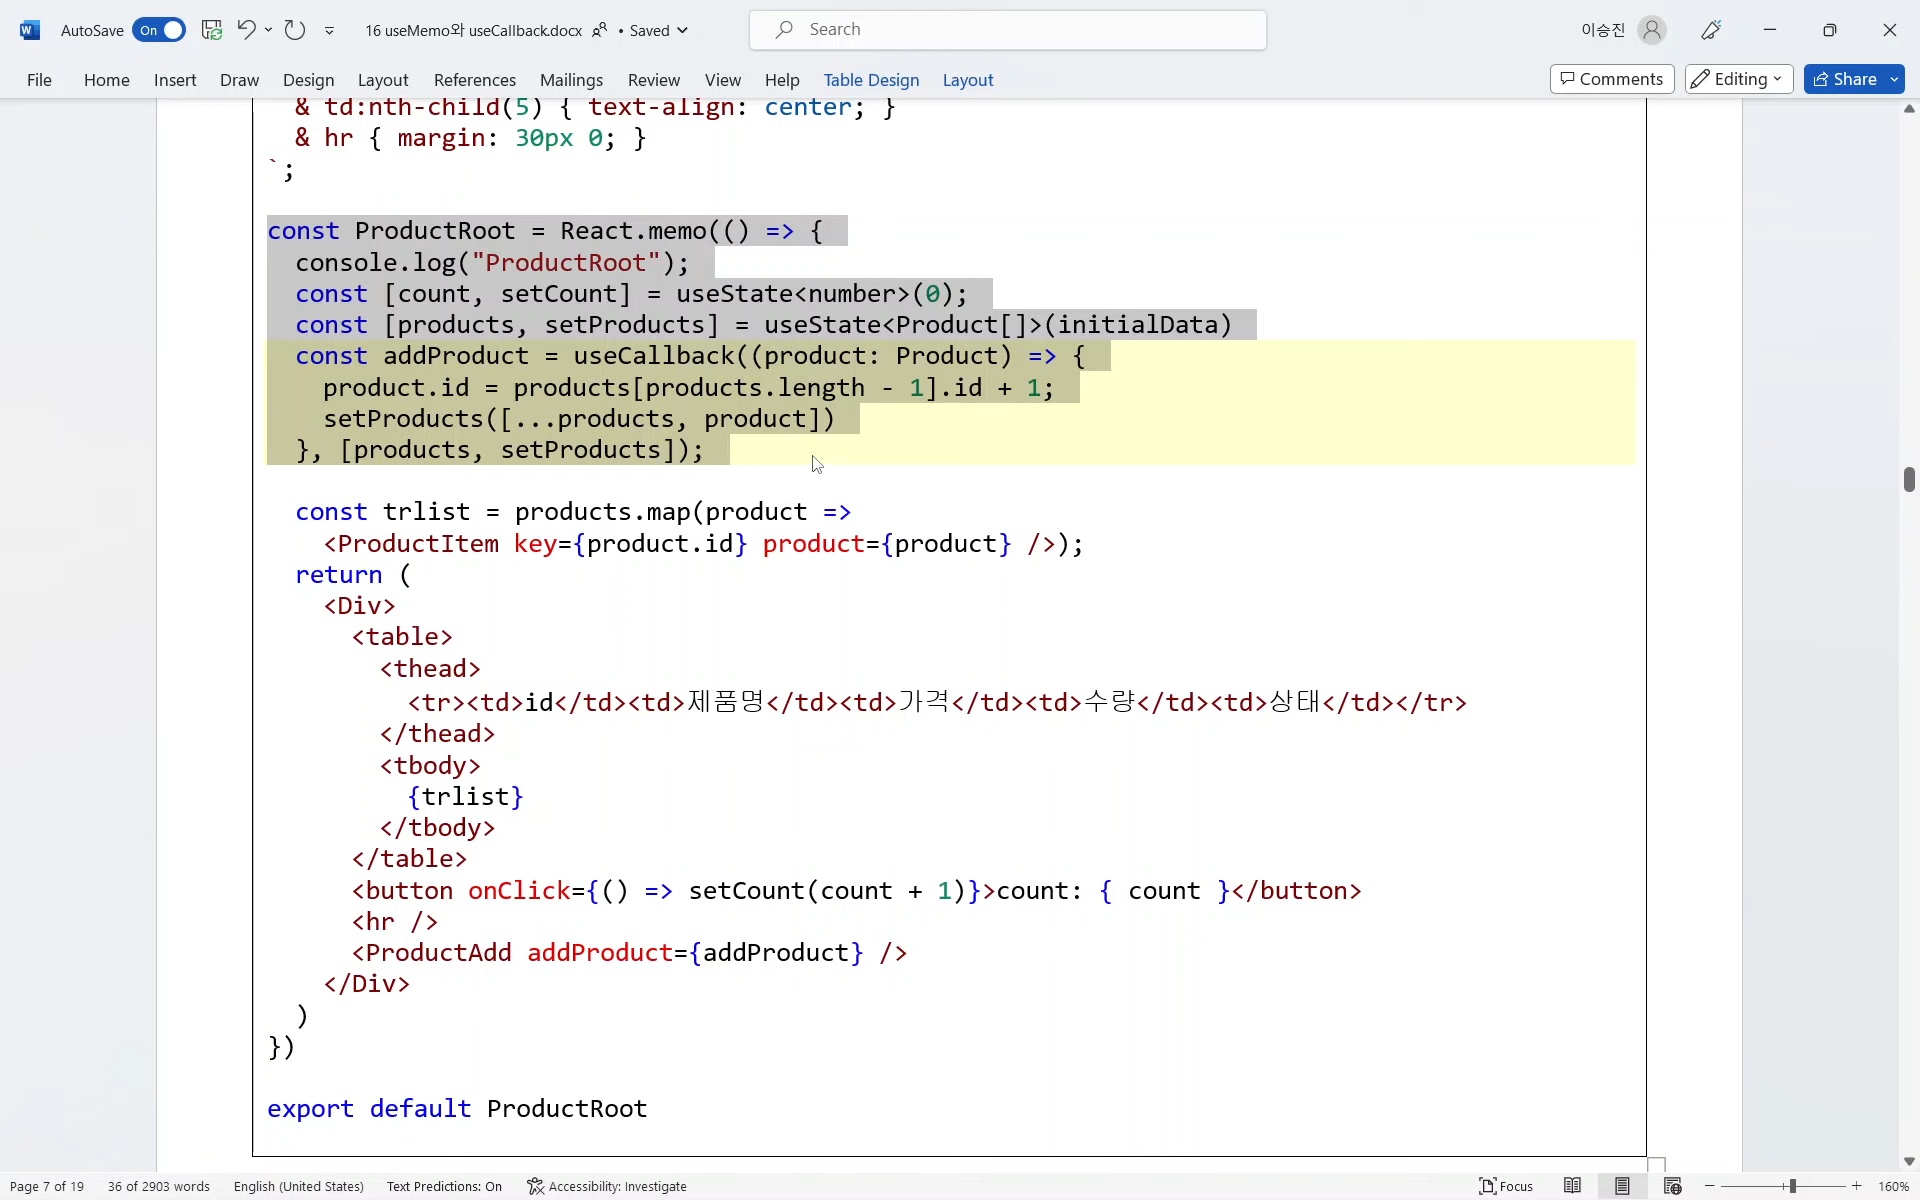 AutoSave On 16 useMemo와 useCallback.docx • Saved Search 이승진
File Home Insert Draw Design Layout References Mailings Review View Help Table Design Layout Comments Editing Share
& td:nth-child(5) { text-align: center; }
& hr { margin: 30px 0; }
`;
const ProductRoot = React.memo(() => {
console.log("ProductRoot");
const [count, setCount] = useState<number>(0);
const [products, setProducts] = useState<Product[]>(initialData)
const addProduct = useCallback((product: Product) => {
product.id = products[products.length - 1].id + 1;
setProducts([...products, product])
}, [products, setProducts]);
const trlist = products.map(product =>
<ProductItem key={product.id} product={product} />);
return (
<Div>
<table>
<thead>
<tr><td>id</td><td>제품명</td><td>가격</td><td>수량</td><td>상태</td></tr>
</thead>
<tbody>
{trlist}
</tbody>
</table>
<button onClick={() => setCount(count + 1)}>count: { count }</button>
<hr />
<ProductAdd addProduct={addProduct} />
</Div>
)
})
export default ProductRoot
Page 7 of 19 36 of 2903 words English (United States) Text Predictions: On Accessibility: Investigate Focus 160%